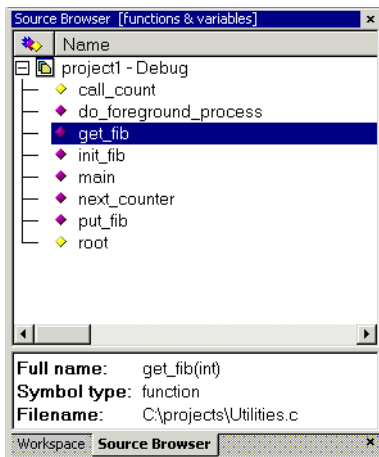 Source Browser [functions & variables]
Name
project1 - Debug
call_count
do_foreground_process
get_fib
init_fib
main
next_counter
put_fib
root
Full name: get_fib(int)
Symbol type: function
Filename: C:\projects\Utilities.c
Workspace Source Browser